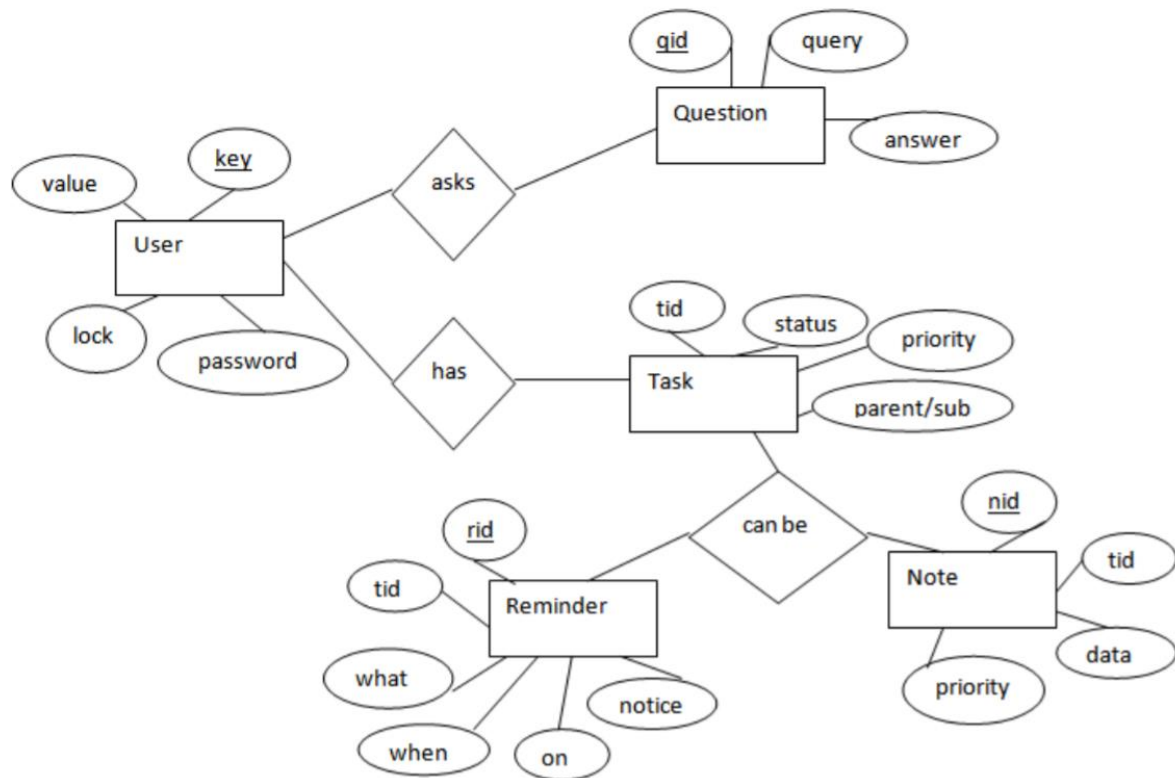 qid
query
Question
answer
asks
key
value
User
lock
password
has
tid
status
priority
Task
parent/sub
can be
rid
tid
Reminder
what
when
on
notice
nid
tid
Note
data
priority